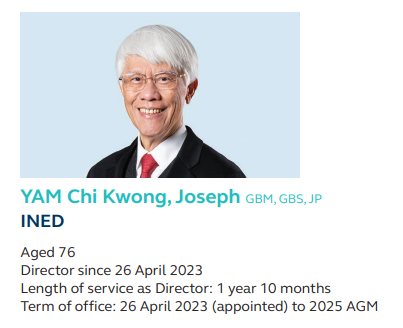 YAM Chi Kwong, Joseph GBM, GBS, JP
INED
Aged 76
Director since 26 April 2023
Length of service as Director: 1 year 10 months
Term of office: 26 April 2023 (appointed) to 2025 AGM